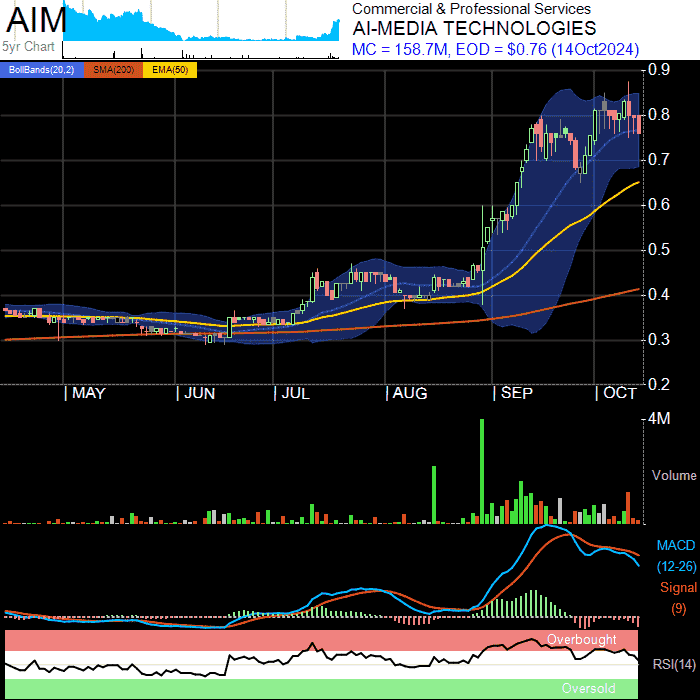 AIM
5yr Chart
Commercial & Professional Services
AI-MEDIA TECHNOLOGIES
MC = 158.7M, EOD = $0.76 (14Oct2024)
BollBands(20,2) SMA(200) EMA(50)
0.9
0.8
0.7
0.6
0.5
0.4
0.3
0.2
| MAY | JUN | JUL | AUG | SEP | OCT
4M
Volume
MACD
(12-26)
Signal
(9)
Overbought
RSI(14)
Oversold